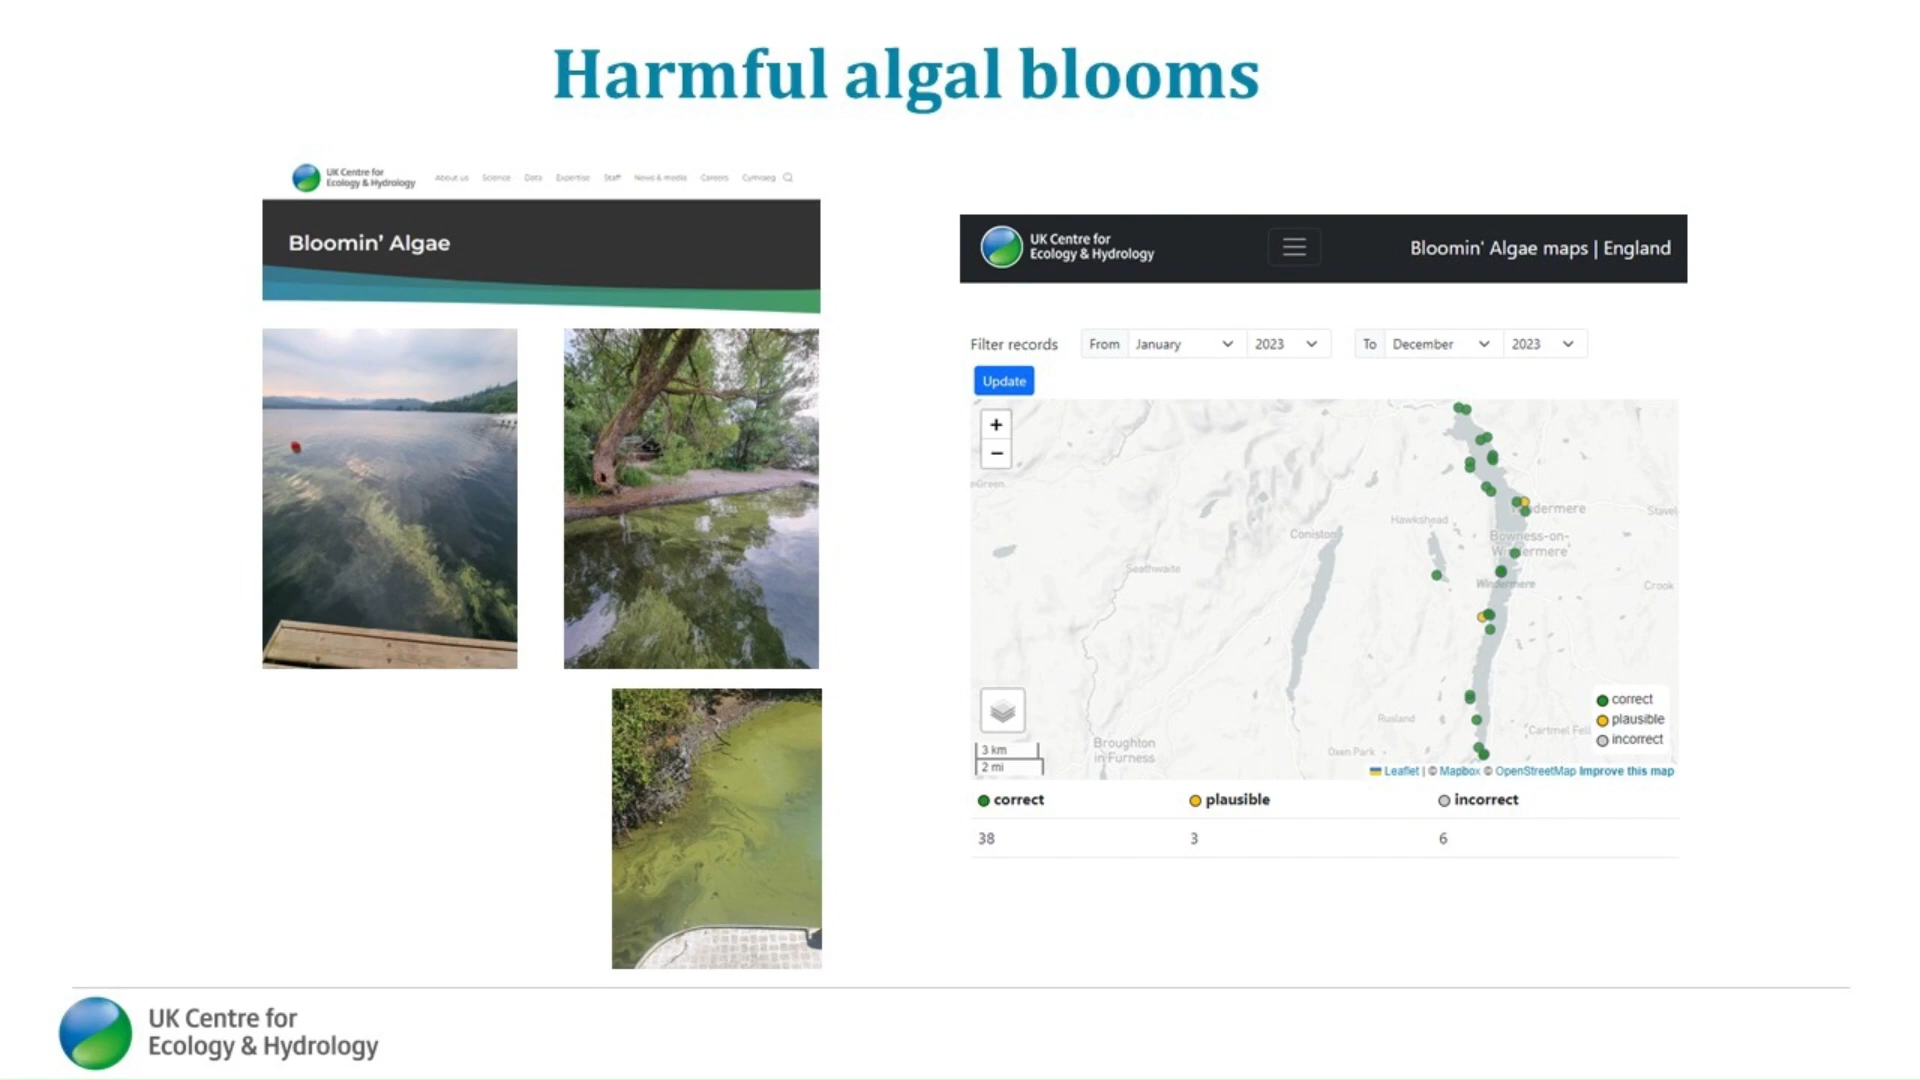 Harmful algal blooms
UK Centre for
Ecology & Hydrology
About us Science Data Expertise Staff News & media Careers Cymraeg
Bloomin' Algae
UK Centre for
Ecology & Hydrology
Bloomin' Algae maps | England
Filter records From January 2023 To December 2023
Update
+
−
Green
Coniston
Hawkshead
Windermere
Stavel
Bowness-on-
Windermere
Seathwaite
Windermere
Crook
Rusland
Cartmel Fell
Broughton
in Furness
Oxen Park
3 km
2 mi
correct
plausible
incorrect
Leaflet | © Mapbox © OpenStreetMap Improve this map
correct plausible incorrect
38 3 6
UK Centre for
Ecology & Hydrology